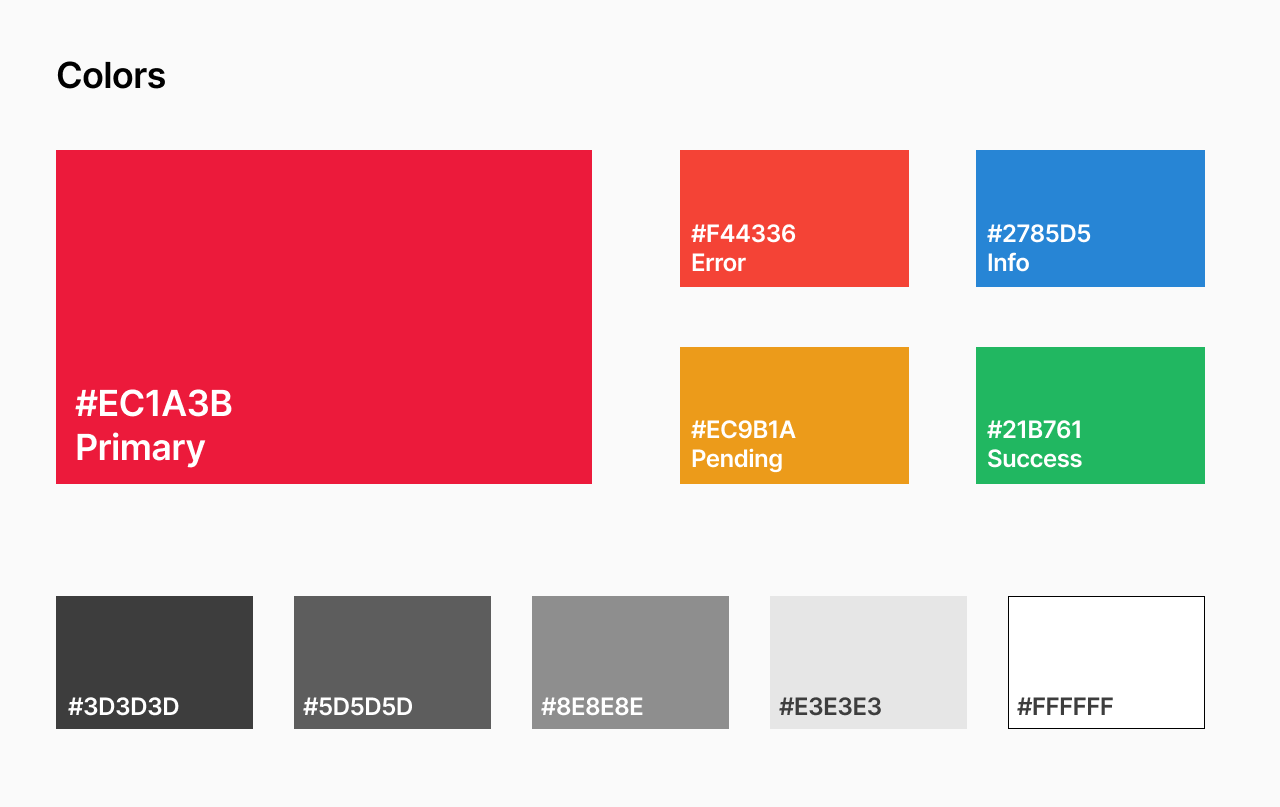 Colors
#EC1A3B
Primary
#F44336
Error
#2785D5
Info
#EC9B1A
Pending
#21B761
Success
#3D3D3D
#5D5D5D
#8E8E8E
#E3E3E3
#FFFFFF